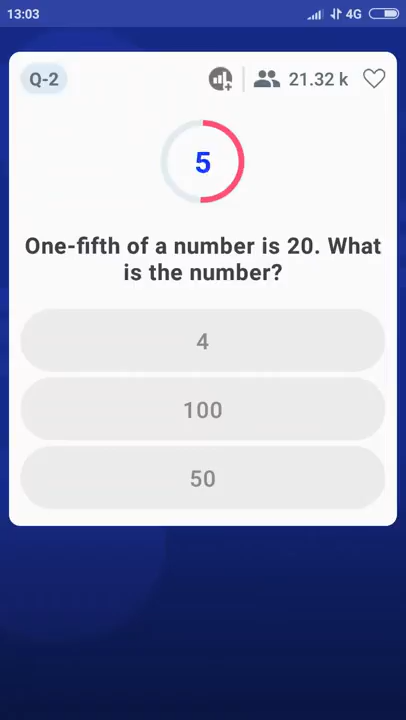 13:03
4G
Q-2
21.32 k
5
One-fifth of a number is 20. What
is the number?
4
100
50